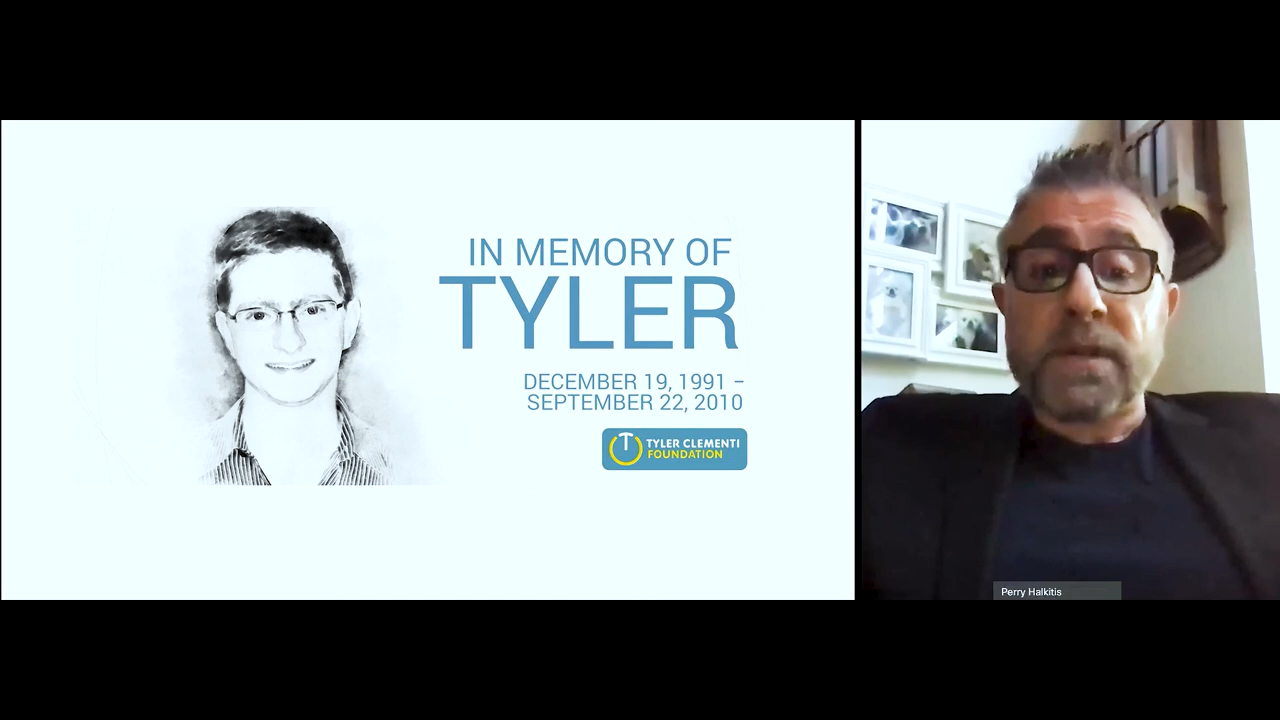 IN MEMORY OF
TYLER
DECEMBER 19, 1991 –
SEPTEMBER 22, 2010
TYLER CLEMENTI
FOUNDATION
Perry Halkitis